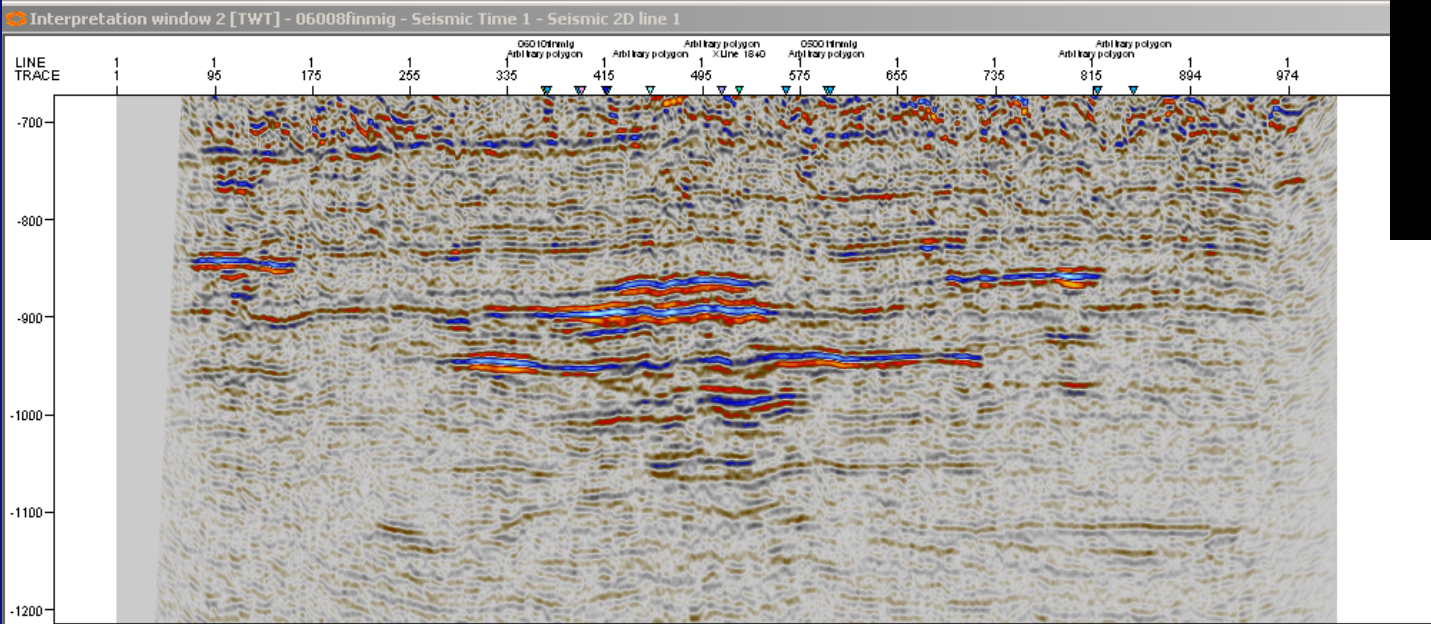 Interpretation window 2 [TWT] - 06008finmig - Seismic Time 1 - Seismic 2D line 1
06010finmig Arbitrary polygon 0500 finmig Arbitrary polygon
Arbitrary polygon Arbitrary polygon XLine 1840 Arbitrary polygon Arbitrary polygon
LINE 1 1 1 1 1 1 1 1 1 1 1 1 1
TRACE 1 95 175 255 335 415 495 575 655 735 815 894 974
-700
-800
-900
-1000
-1100
-1200